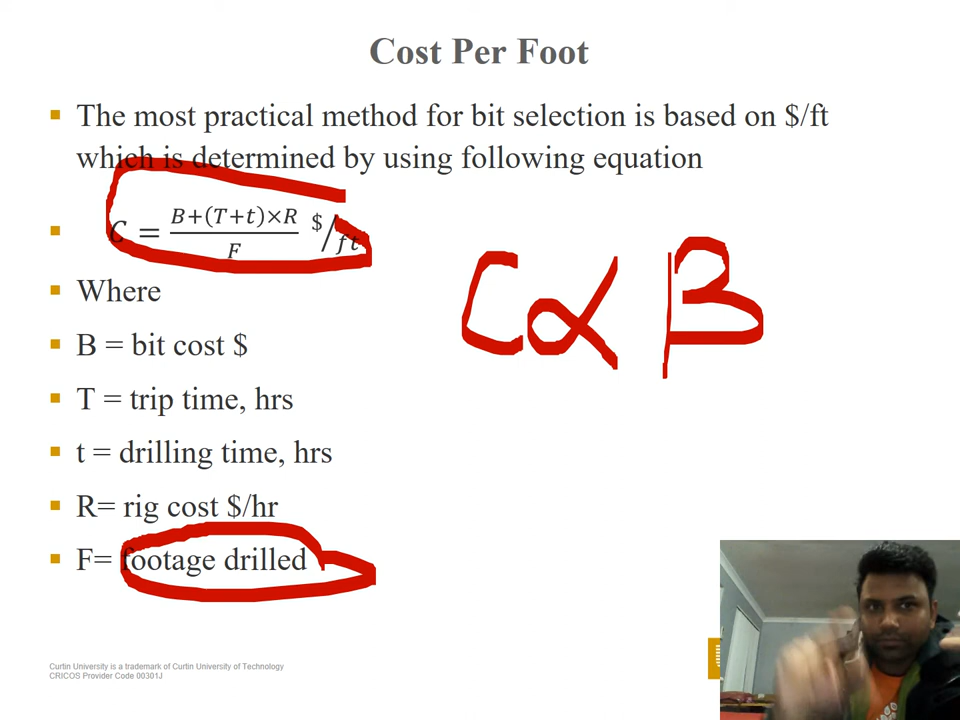 Cost Per Foot
The most practical method for bit selection is based on $/ft
which is determined by using following equation
C = B+(T+t)×R / F $/ft
Where
B = bit cost $
T = trip time, hrs
t = drilling time, hrs
R= rig cost $/hr
F= footage drilled
C α B
Curtin University is a trademark of Curtin University of Technology
CRICOS Provider Code 00301J